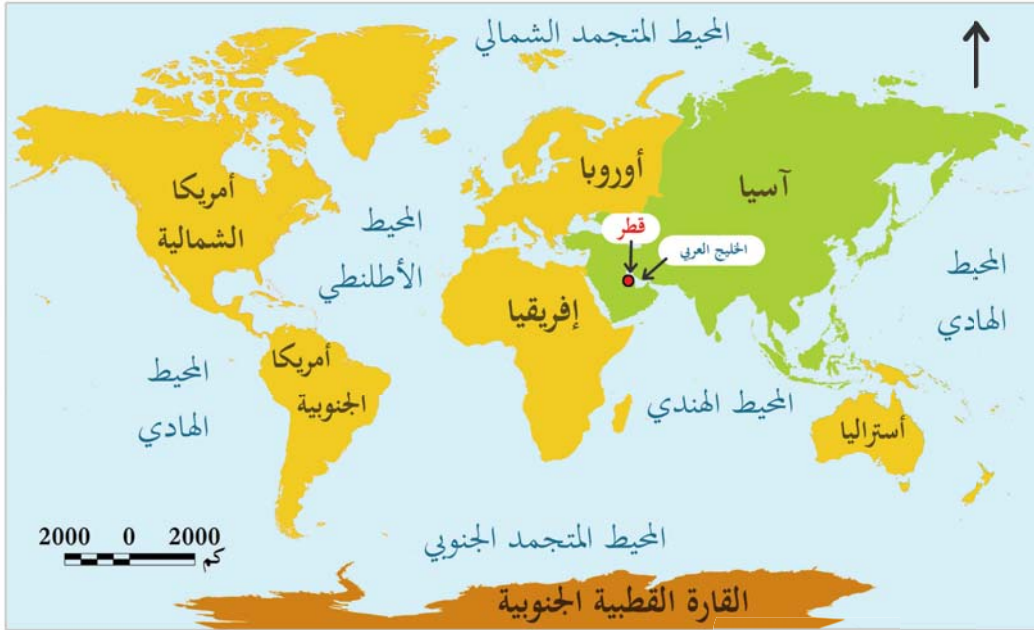 المحيط المتجمد الشمالي
أوروبا
آسيا
أمريكا
الشمالية
المحيط
الأطلنطي
قطر
الخليج العربي
المحيط
الهادي
إفريقيا
أمريكا
الجنوبية
المحيط
الهادي
المحيط الهندي
أستراليا
2000 0 2000
كم
المحيط المتجمد الجنوبي
القارة القطبية الجنوبية